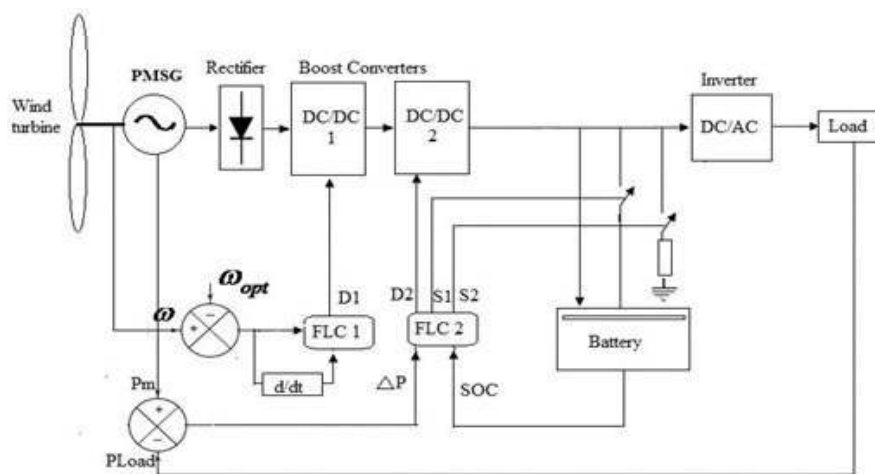 Rectifier
Boost Converters
PMSG
Inverter
Wind
turbine
DC/DC
1
DC/DC
2
DC/AC
Load
ω_opt
ω
D1
D2
S1
S2
FLC 1
FLC 2
Battery
d/dt
△P
SOC
Pm
PLoad